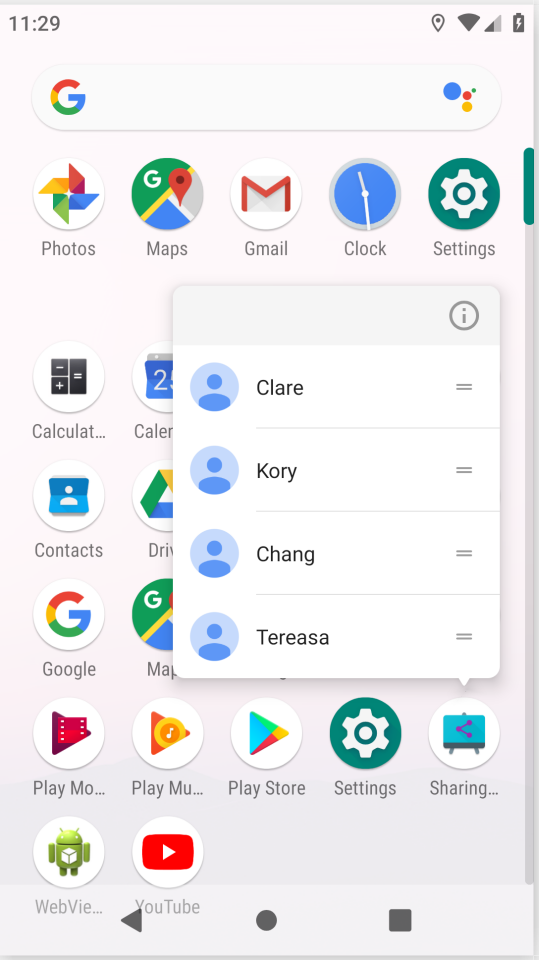 11:29
Photos Maps Gmail Clock Settings
Clare
Calculat… Calen
Kory
Contacts Driv
Chang
Google Map
Tereasa
Play Mo… Play Mu… Play Store Settings Sharing…
WebVie… YouTube